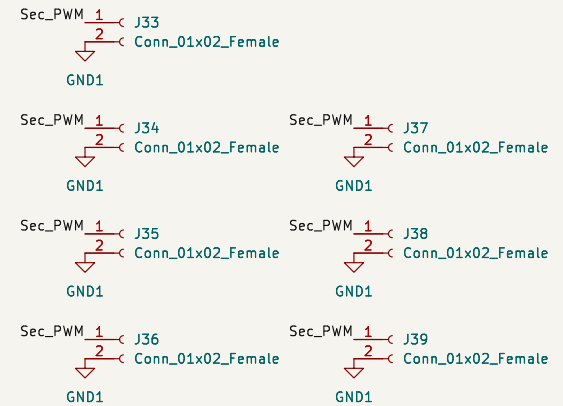 Sec_PWM 1 J33
2 Conn_01x02_Female
GND1
Sec_PWM 1 J34
2 Conn_01x02_Female
GND1
Sec_PWM 1 J37
2 Conn_01x02_Female
GND1
Sec_PWM 1 J35
2 Conn_01x02_Female
GND1
Sec_PWM 1 J38
2 Conn_01x02_Female
GND1
Sec_PWM 1 J36
2 Conn_01x02_Female
GND1
Sec_PWM 1 J39
2 Conn_01x02_Female
GND1